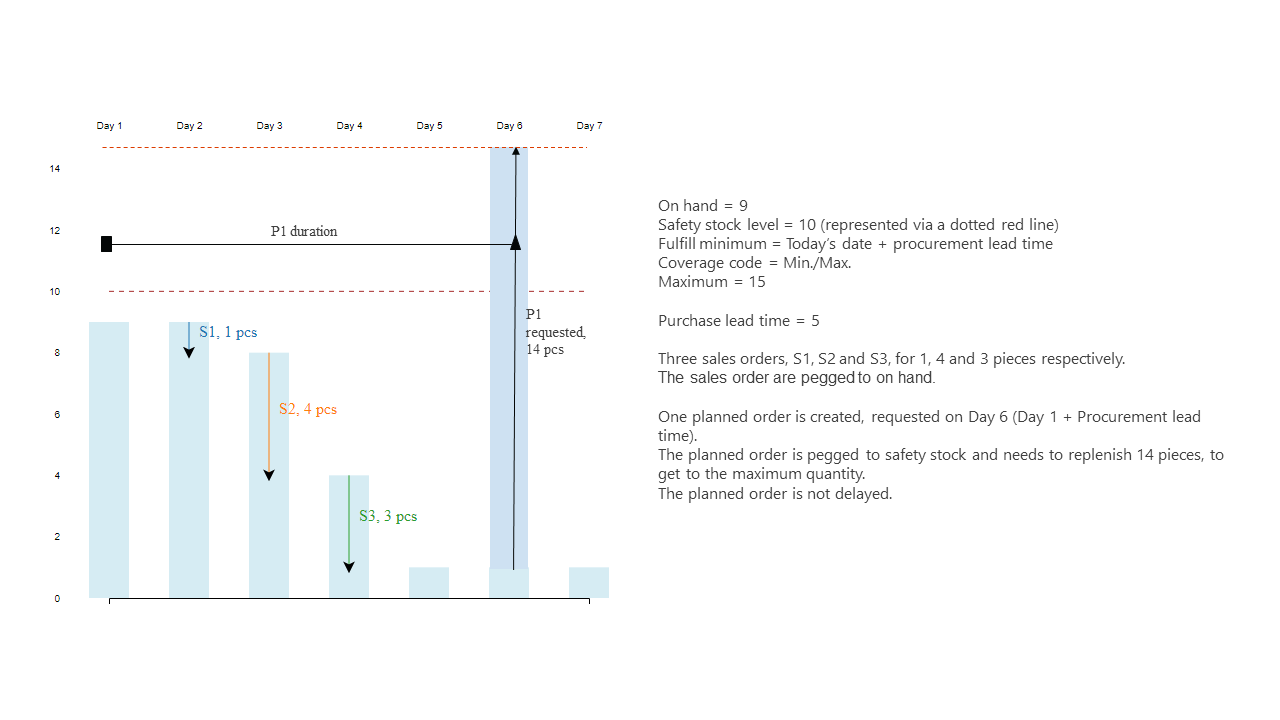 Day 1 Day 2 Day 3 Day 4 Day 5 Day 6 Day 7
14
12
P1 duration
10
P1
requested,
14 pcs
S1, 1 pcs
8
6
S2, 4 pcs
4
S3, 3 pcs
2
0
On hand = 9
Safety stock level = 10 (represented via a dotted red line)
Fulfill minimum = Today's date + procurement lead time
Coverage code = Min./Max.
Maximum = 15
Purchase lead time = 5
Three sales orders, S1, S2 and S3, for 1, 4 and 3 pieces respectively.
The sales order are pegged to on hand.
One planned order is created, requested on Day 6 (Day 1 + Procurement lead
time).
The planned order is pegged to safety stock and needs to replenish 14 pieces, to
get to the maximum quantity.
The planned order is not delayed.